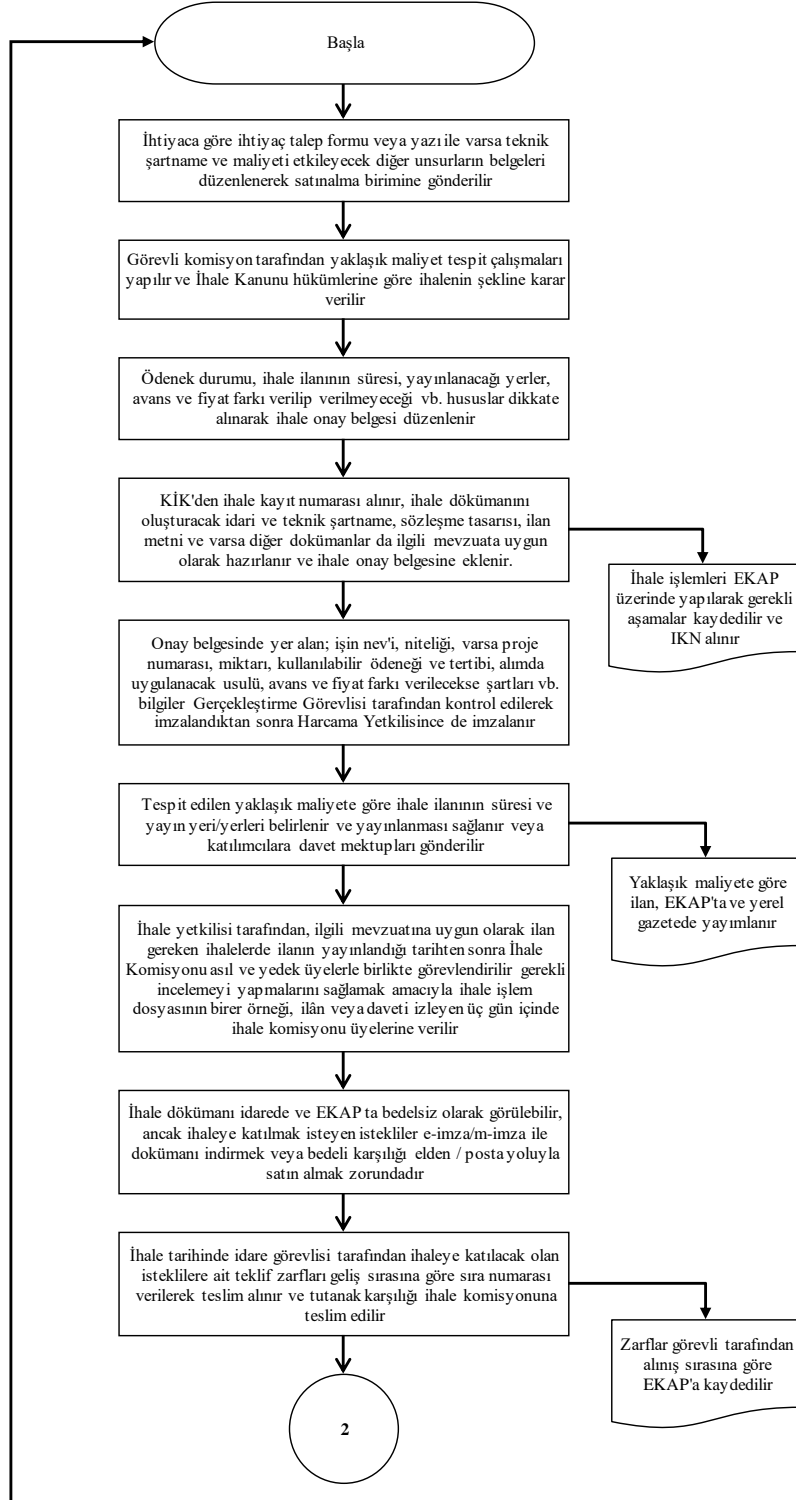 Başla
İhtiyaca göre ihtiyaç talep formu veya yazı ile varsa teknik
şartname ve maliyeti etkileyecek diğer unsurların belgeleri
düzenlenerek satınalma birimine gönderilir
Görevli komisyon tarafından yaklaşık maliyet tespit çalışmaları
yapılır ve İhale Kanunu hükümlerine göre ihalenin şekline karar
verilir
Ödenek durumu, ihale ilanının süresi, yayınlanacağı yerler,
avans ve fiyat farkı verilip verilmeyeceği vb. hususlar dikkate
alınarak ihale onay belgesi düzenlenir
KİK'den ihale kayıt numarası alınır, ihale dökümanını
oluşturacak idari ve teknik şartname, sözleşme tasarısı, ilan
metni ve varsa diğer dokümanlar da ilgili mevzuata uygun
olarak hazırlanır ve ihale onay belgesine eklenir.
İhale işlemleri EKAP
üzerinde yapılarak gerekli
aşamalar kaydedilir ve
IKN alınır
Onay belgesinde yer alan; işin nev'i, niteliği, varsa proje
numarası, miktarı, kullanılabilir ödeneği ve tertibi, alımda
uygulanacak usulü, avans ve fiyat farkı verilecekse şartları vb.
bilgiler Gerçekleştirme Görevlisi tarafından kontrol edilerek
imzalandıktan sonra Harcama Yetkilisince de imzalanır
Tespit edilen yaklaşık maliyete göre ihale ilanının süresi ve
yayın yeri/yerleri belirlenir ve yayınlanması sağlanır veya
katılımcılara davet mektupları gönderilir
Yaklaşık maliyete göre
ilan, EKAP'ta ve yerel
gazetede yayımlanır
İhale yetkilisi tarafından, ilgili mevzuatına uygun olarak ilan
gereken ihalelerde ilanın yayınlandığı tarihten sonra İhale
Komisyonu asıl ve yedek üyelerle birlikte görevlendirilir gerekli
incelemeyi yapmalarını sağlamak amacıyla ihale işlem
dosyasının birer örneği, ilân veya daveti izleyen üç gün içinde
ihale komisyonu üyelerine verilir
İhale dökümanı idarede ve EKAP ta bedelsiz olarak görülebilir,
ancak ihaleye katılmak isteyen istekliler e-imza/m-imza ile
dokümanı indirmek veya bedeli karşılığı elden / posta yoluyla
satın almak zorundadır
İhale tarihinde idare görevlisi tarafından ihaleye katılacak olan
isteklilere ait teklif zarfları geliş sırasına göre sıra numarası
verilerek teslim alınır ve tutanak karşılığı ihale komisyonuna
teslim edilir
Zarflar görevli tarafından
alınış sırasına göre
EKAP'a kaydedilir
2